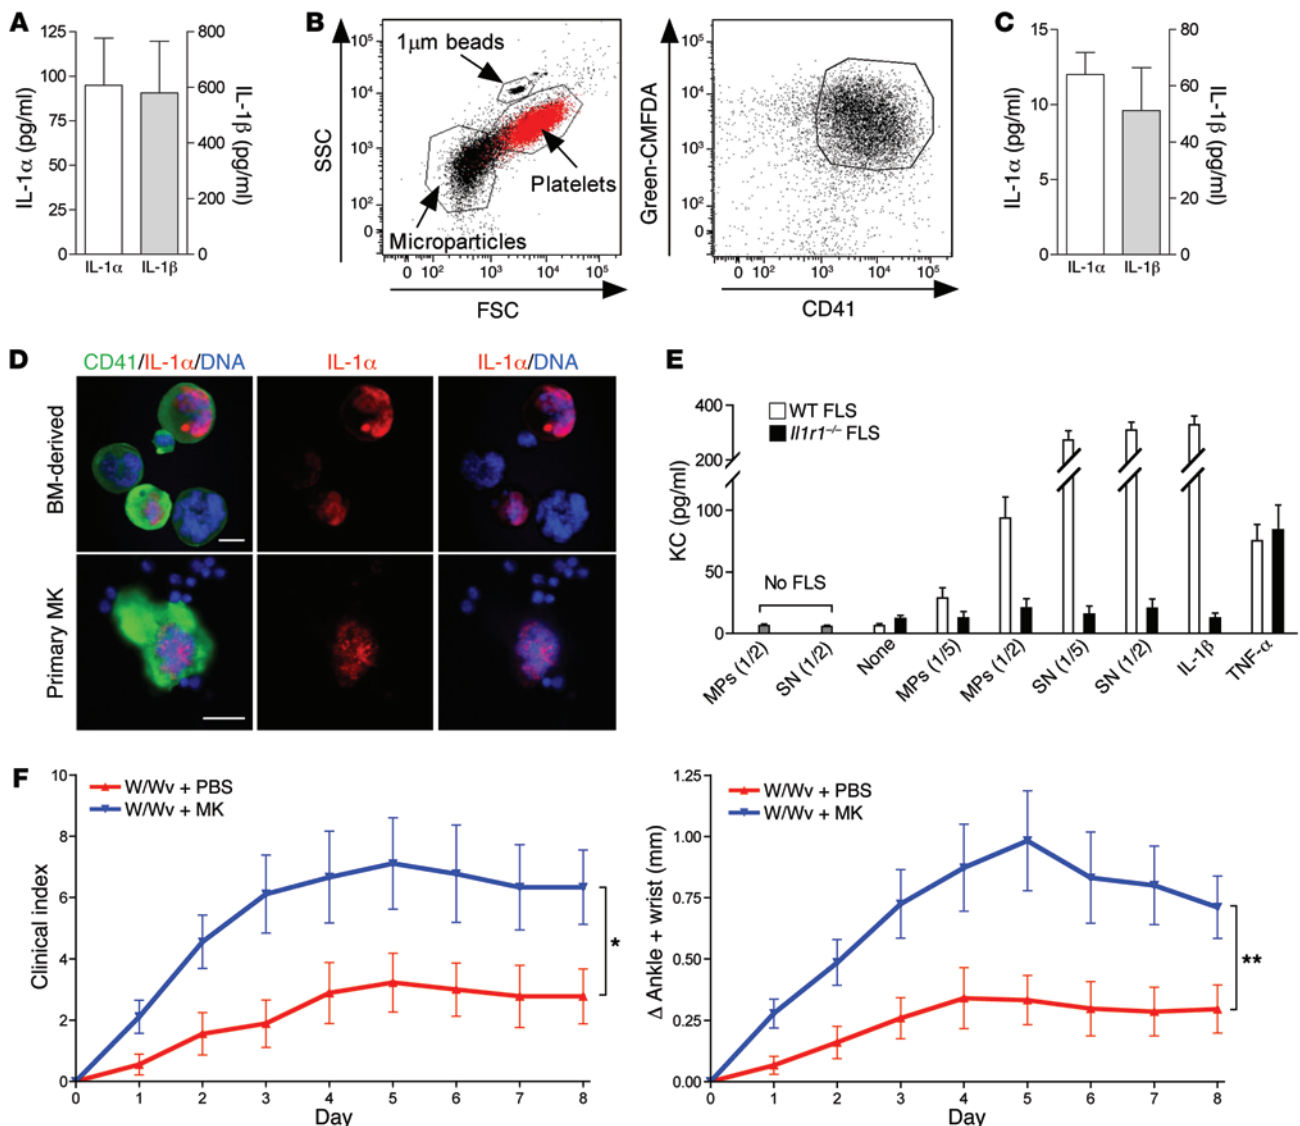 A
125
100
75
50
25
0
IL-1α (pg/ml)
800
600
400
200
0
IL-1β (pg/ml)
IL-1α
IL-1β
B
10⁵
10⁴
10³
10²
0
SSC
1µm beads
Platelets
Microparticles
0 10² 10³ 10⁴ 10⁵
FSC
10⁵
10⁴
10³
10²
0
Green-CMFDA
0 10² 10³ 10⁴ 10⁵
CD41
C
15
10
5
0
IL-1α (pg/ml)
80
60
40
20
0
IL-1β (pg/ml)
IL-1α
IL-1β
D
CD41/IL-1α/DNA
IL-1α
IL-1α/DNA
BM-derived
Primary MK
E
400
200
100
50
0
KC (pg/ml)
WT FLS
Il1r1⁻/⁻ FLS
No FLS
MPs (1/2)
SN (1/2)
None
MPs (1/5)
MPs (1/2)
SN (1/5)
SN (1/2)
IL-1β
TNF-α
F
10
8
6
4
2
0
Clinical index
W/Wv + PBS
W/Wv + MK
*
0 1 2 3 4 5 6 7 8
Day
1.25
1.00
0.75
0.50
0.25
0.00
Δ Ankle + wrist (mm)
W/Wv + PBS
W/Wv + MK
**
0 1 2 3 4 5 6 7 8
Day